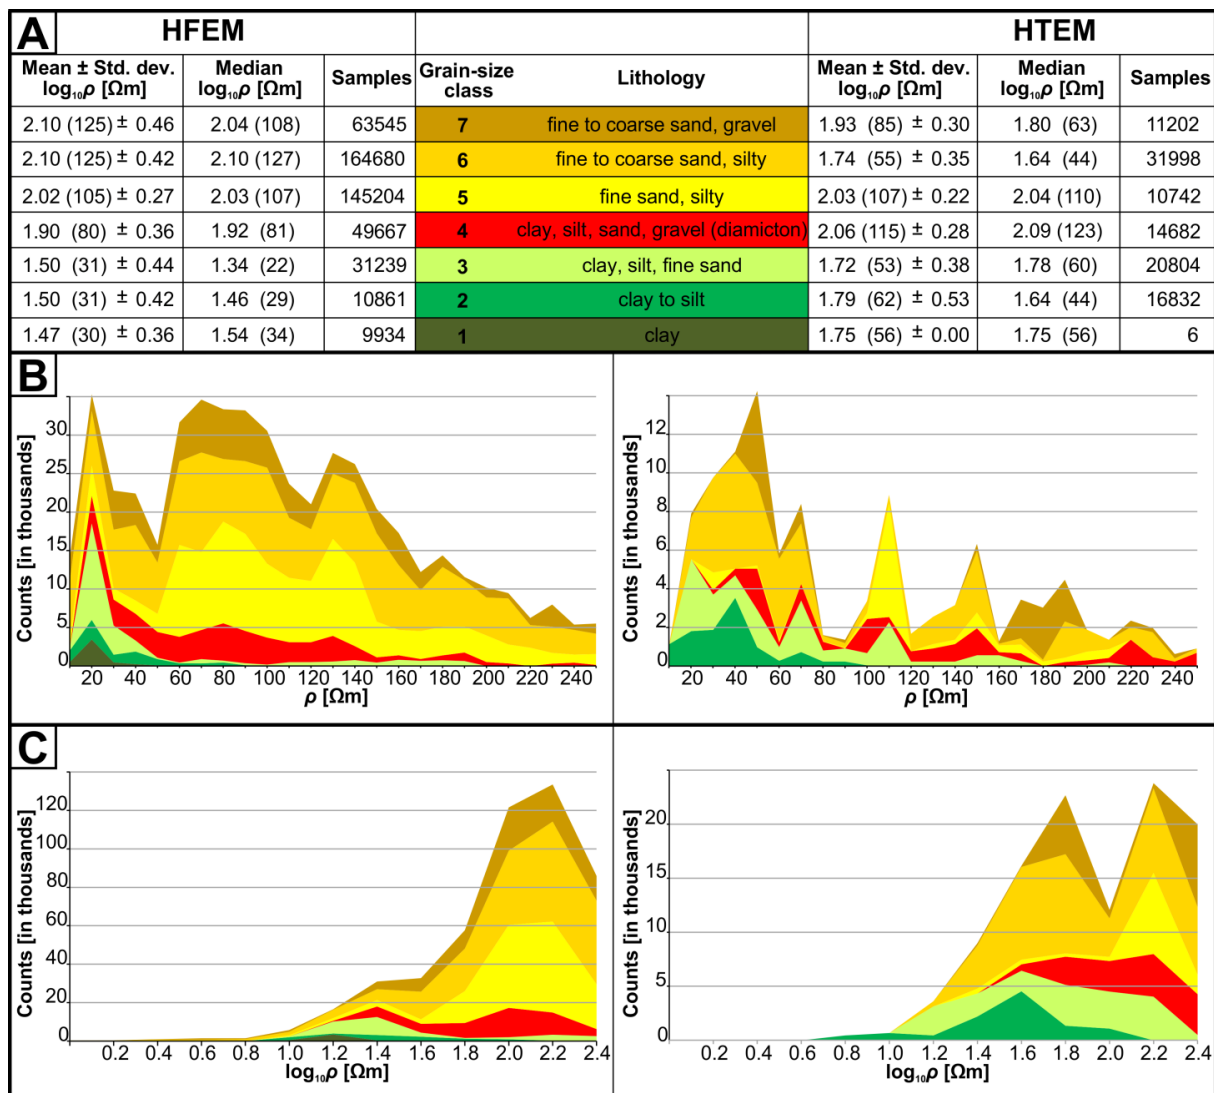 A
HFEM
HTEM
Mean ± Std. dev. log₁₀ρ [Ωm]
Median log₁₀ρ [Ωm]
Samples
Grain-size class
Lithology
Mean ± Std. dev. log₁₀ρ [Ωm]
Median log₁₀ρ [Ωm]
Samples
2.10 (125) ± 0.46 2.04 (108) 63545 7 fine to coarse sand, gravel 1.93 (85) ± 0.30 1.80 (63) 11202
2.10 (125) ± 0.42 2.10 (127) 164680 6 fine to coarse sand, silty 1.74 (55) ± 0.35 1.64 (44) 31998
2.02 (105) ± 0.27 2.03 (107) 145204 5 fine sand, silty 2.03 (107) ± 0.22 2.04 (110) 10742
1.90 (80) ± 0.36 1.92 (81) 49667 4 clay, silt, sand, gravel (diamicton) 2.06 (115) ± 0.28 2.09 (123) 14682
1.50 (31) ± 0.44 1.34 (22) 31239 3 clay, silt, fine sand 1.72 (53) ± 0.38 1.78 (60) 20804
1.50 (31) ± 0.42 1.46 (29) 10861 2 clay to silt 1.79 (62) ± 0.53 1.64 (44) 16832
1.47 (30) ± 0.36 1.54 (34) 9934 1 clay 1.75 (56) ± 0.00 1.75 (56) 6
B
Counts [in thousands]
30
25
20
15
10
5
0
20 40 60 80 100 120 140 160 180 200 220 240
ρ [Ωm]
Counts [in thousands]
12
10
8
6
4
2
0
20 40 60 80 100 120 140 160 180 200 220 240
ρ [Ωm]
C
Counts [in thousands]
120
100
80
60
40
20
0
0.2 0.4 0.6 0.8 1.0 1.2 1.4 1.6 1.8 2.0 2.2 2.4
log₁₀ρ [Ωm]
Counts [in thousands]
20
15
10
5
0
0.2 0.4 0.6 0.8 1.0 1.2 1.4 1.6 1.8 2.0 2.2 2.4
log₁₀ρ [Ωm]